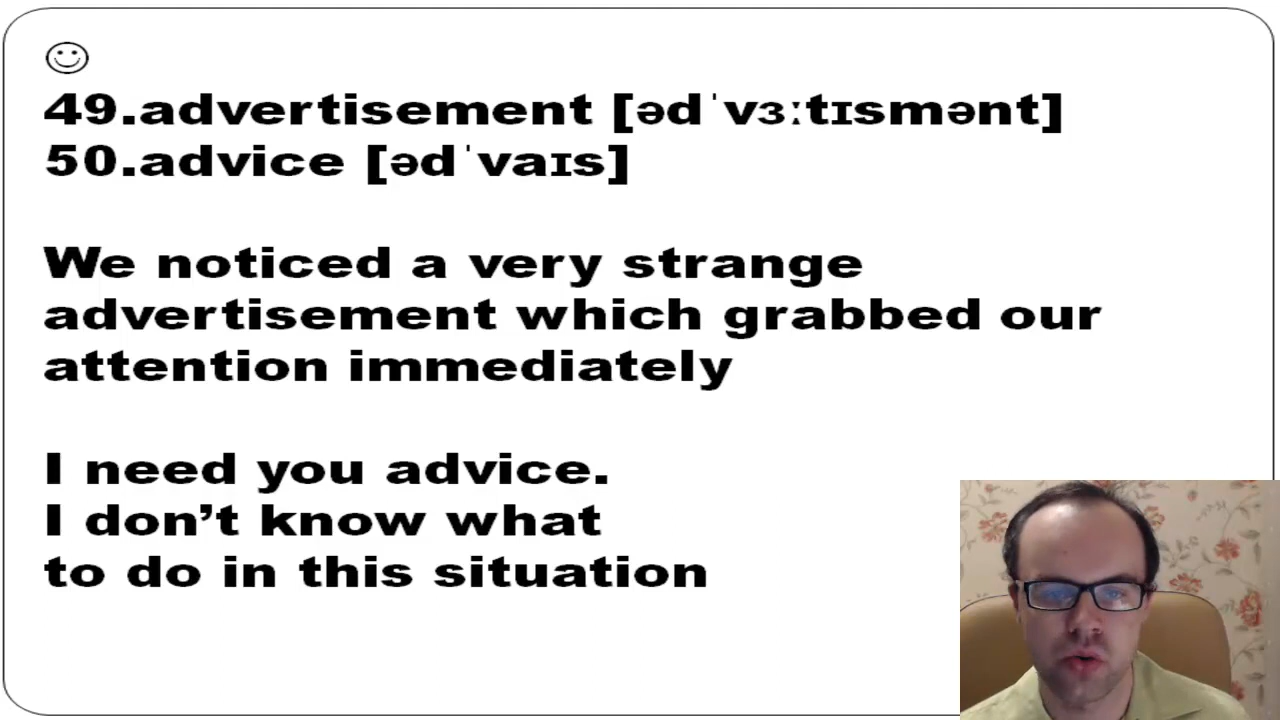 49.advertisement [ədˈvɜːtɪsmənt]
50.advice [ədˈvaɪs]
We noticed a very strange
advertisement which grabbed our
attention immediately
I need you advice.
I don’t know what
to do in this situation